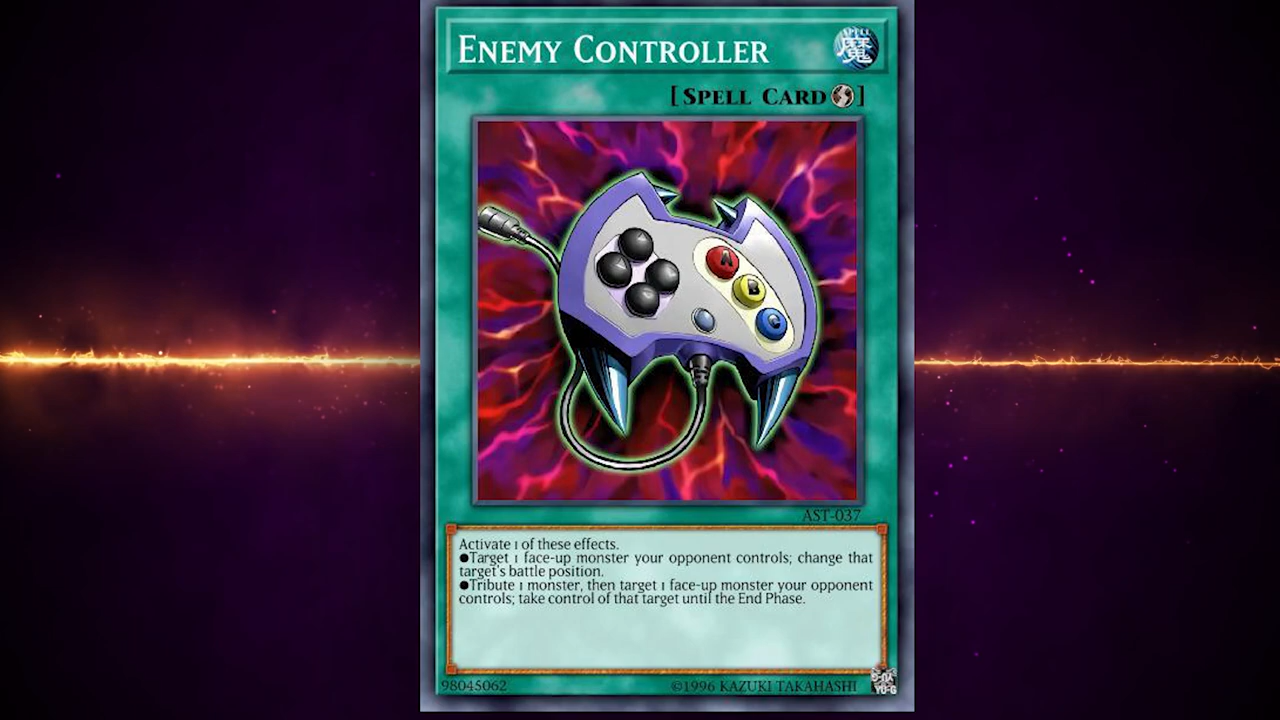 Enemy Controller
SPELL
魔
[SPELL CARD]
A
B
C
AST-037
Activate 1 of these effects.
●Target 1 face-up monster your opponent controls; change that
target's battle position.
●Tribute 1 monster, then target 1 face-up monster your opponent
controls; take control of that target until the End Phase.
98045062
©1996 KAZUKI TAKAHASHI